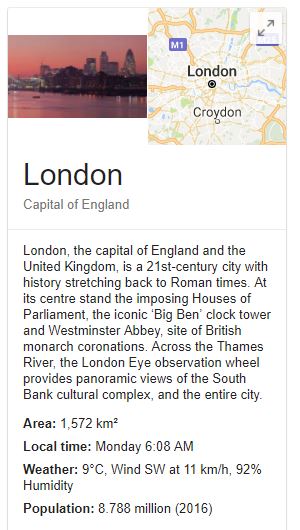 M1
London
Croydon
London
Capital of England
London, the capital of England and the
United Kingdom, is a 21st-century city with
history stretching back to Roman times. At
its centre stand the imposing Houses of
Parliament, the iconic ‘Big Ben’ clock tower
and Westminster Abbey, site of British
monarch coronations. Across the Thames
River, the London Eye observation wheel
provides panoramic views of the South
Bank cultural complex, and the entire city.
Area: 1,572 km²
Local time: Monday 6:08 AM
Weather: 9°C, Wind SW at 11 km/h, 92%
Humidity
Population: 8.788 million (2016)